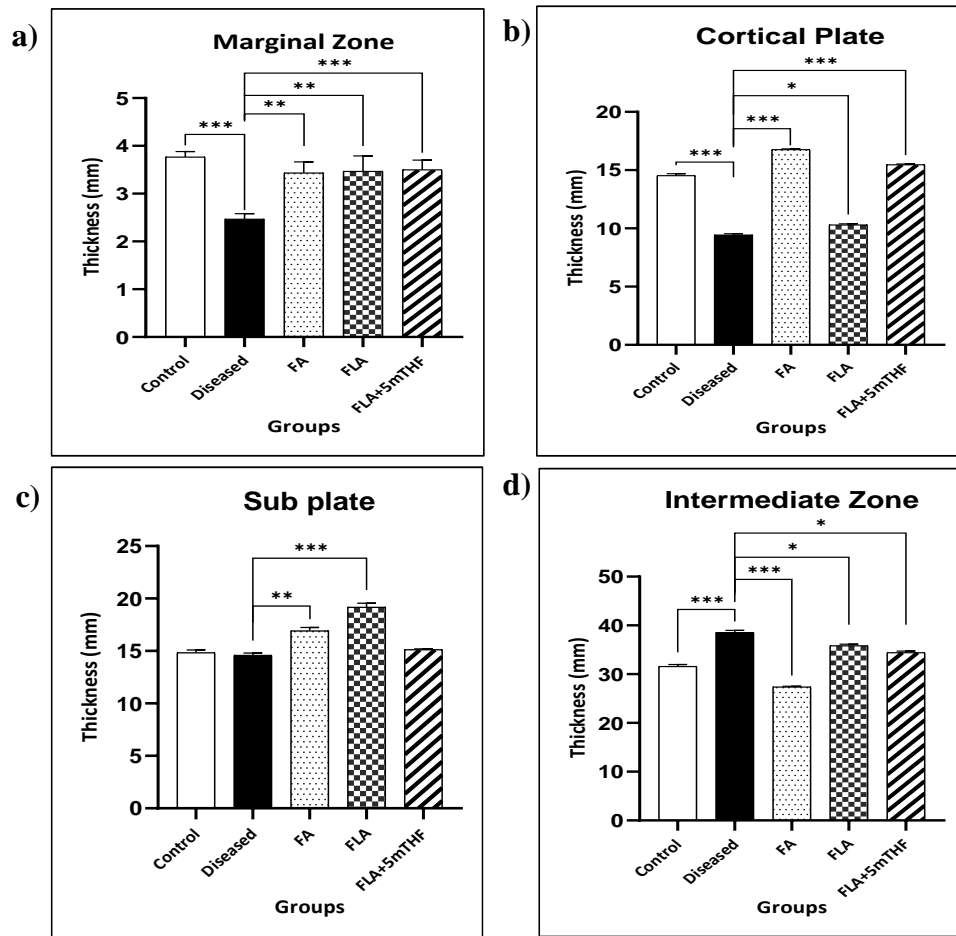 a)
Marginal Zone
***
**
**
***
5
4
3
2
1
0
Thickness (mm)
Control
Diseased
FA
FLA
FLA+5mTHF
Groups
b)
Cortical Plate
***
*
***
***
20
15
10
5
0
Thickness (mm)
Control
Diseased
FA
FLA
FLA+5mTHF
Groups
c)
Sub plate
***
**
25
20
15
10
5
0
Thickness (mm)
Control
Diseased
FA
FLA
FLA+5mTHF
Groups
d)
Intermediate Zone
*
*
***
***
50
40
30
20
10
0
Thickness (mm)
Control
Diseased
FA
FLA
FLA+5mTHF
Groups